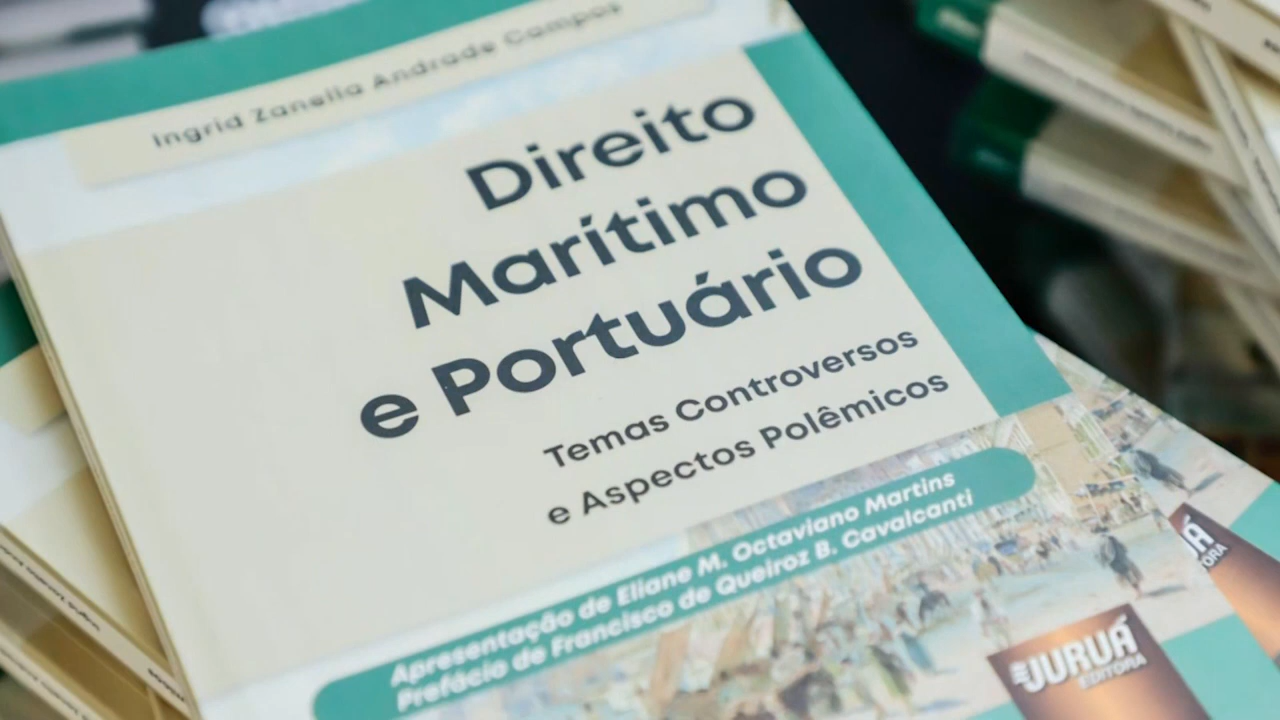 Ingrid Zanella Andrade Campos
Direito
Marítimo
e Portuário
Temas Controversos
e Aspectos Polêmicos
Apresentação de Eliane M. Octaviano Martins
Prefácio de Francisco de Queiroz B. Cavalcanti
JURUÁ
EDITORA